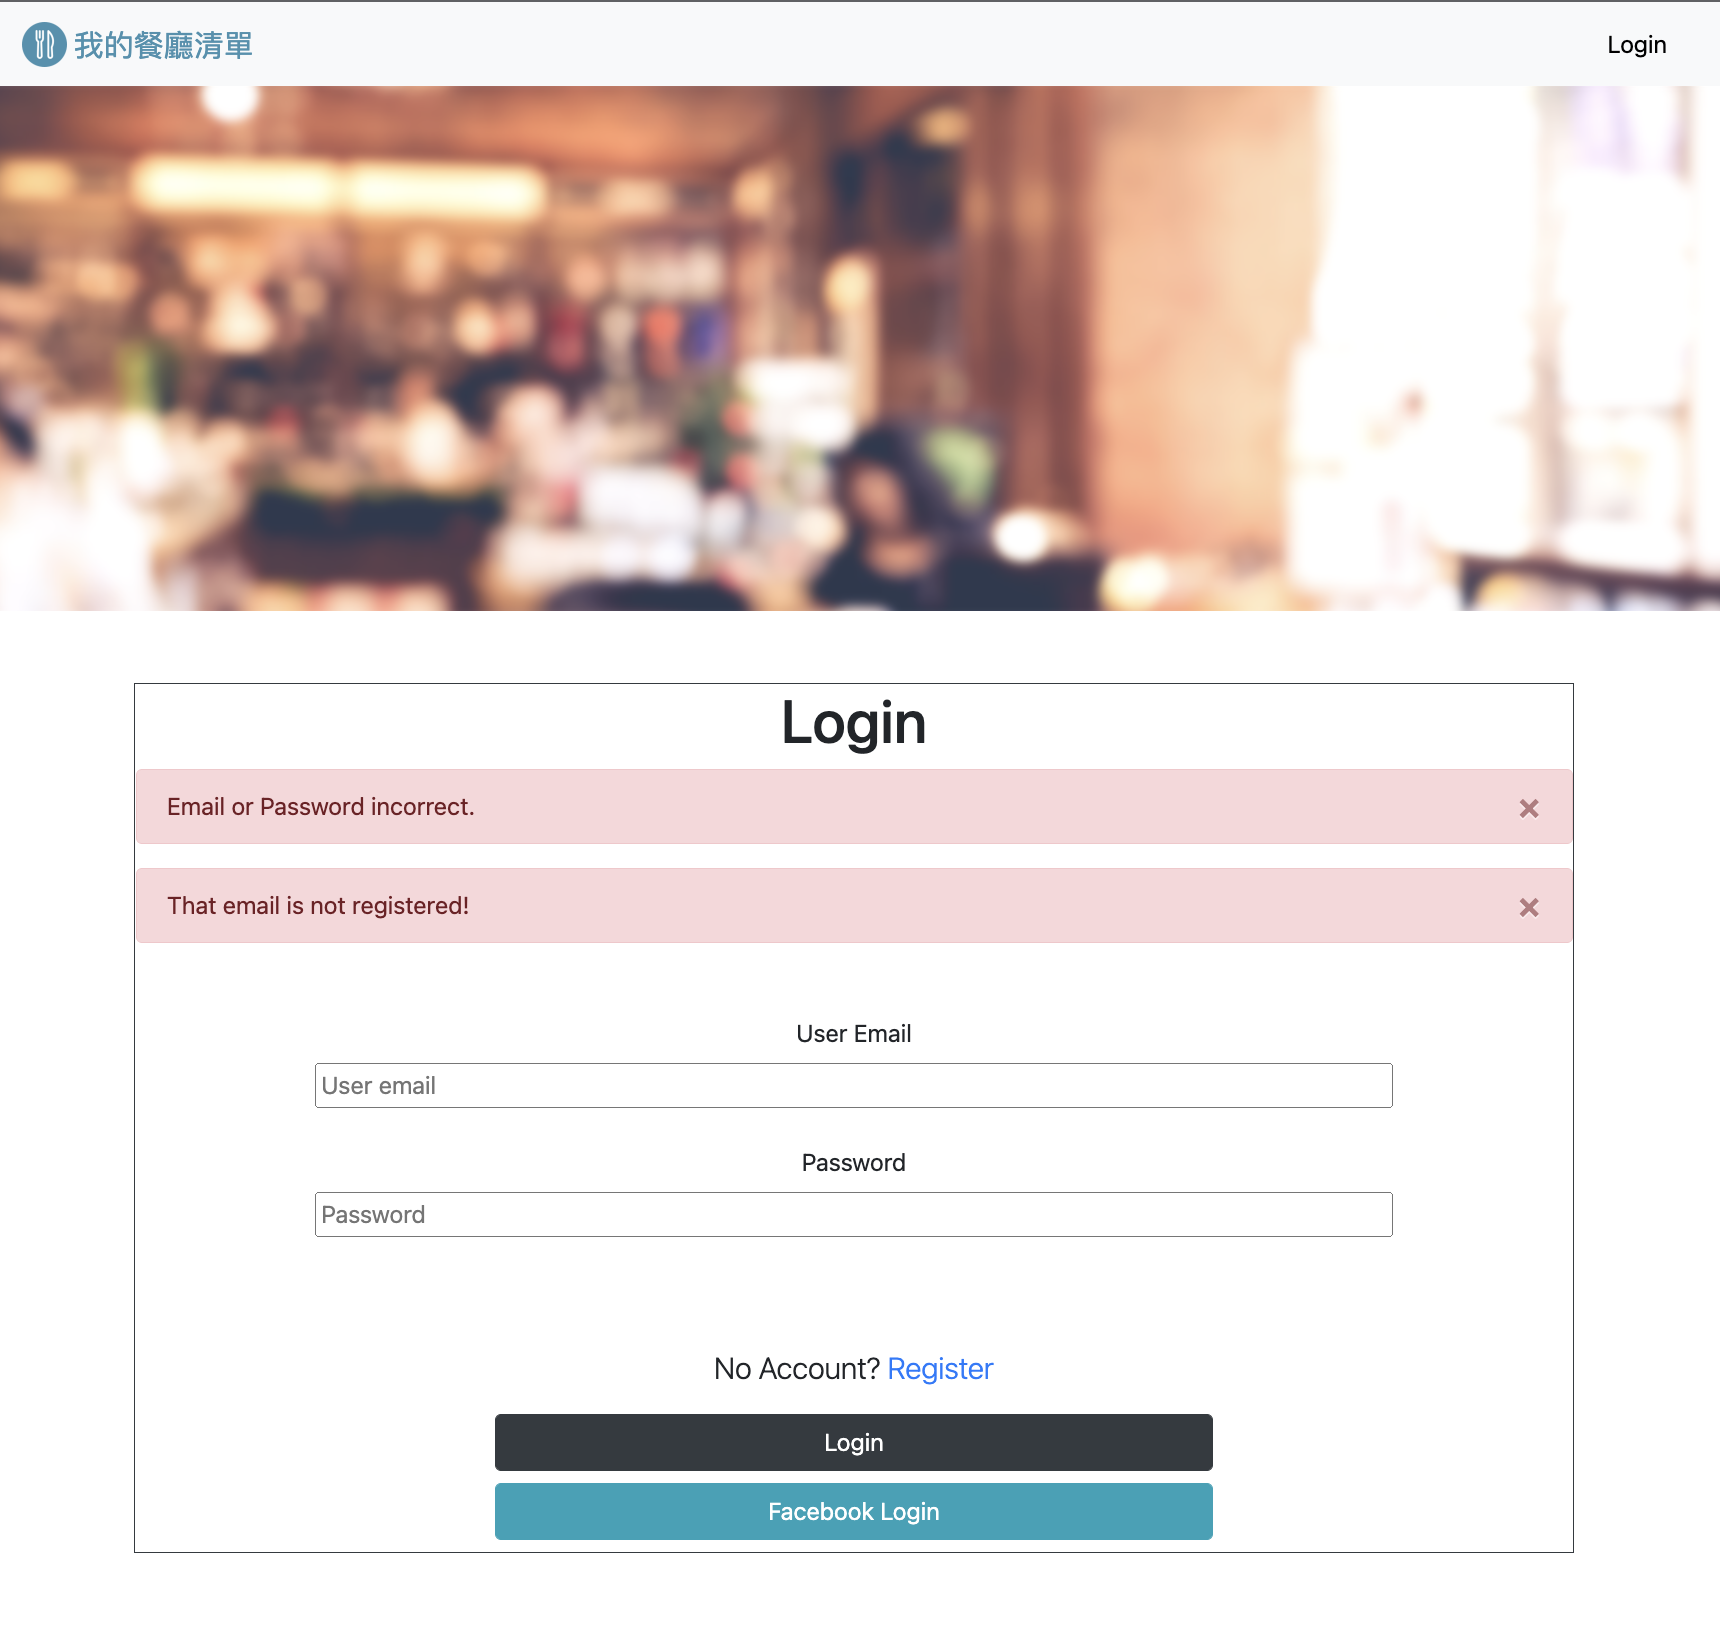 我的餐廳清單
Login
Login
Email or Password incorrect.
×
That email is not registered!
×
User Email
User email
Password
Password
No Account? Register
Login
Facebook Login